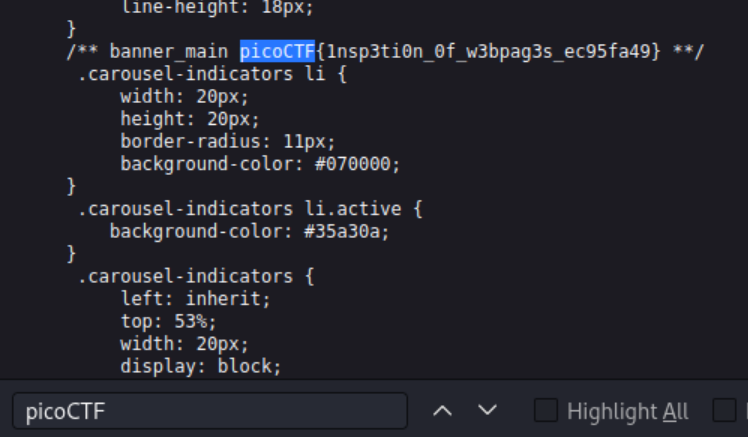 line-height: 18px;
}
/** banner_main picoCTF{1nsp3ti0n_0f_w3bpag3s_ec95fa49} **/
.carousel-indicators li {
width: 20px;
height: 20px;
border-radius: 11px;
background-color: #070000;
}
.carousel-indicators li.active {
background-color: #35a30a;
}
.carousel-indicators {
left: inherit;
top: 53%;
width: 20px;
display: block;
picoCTF
Highlight All